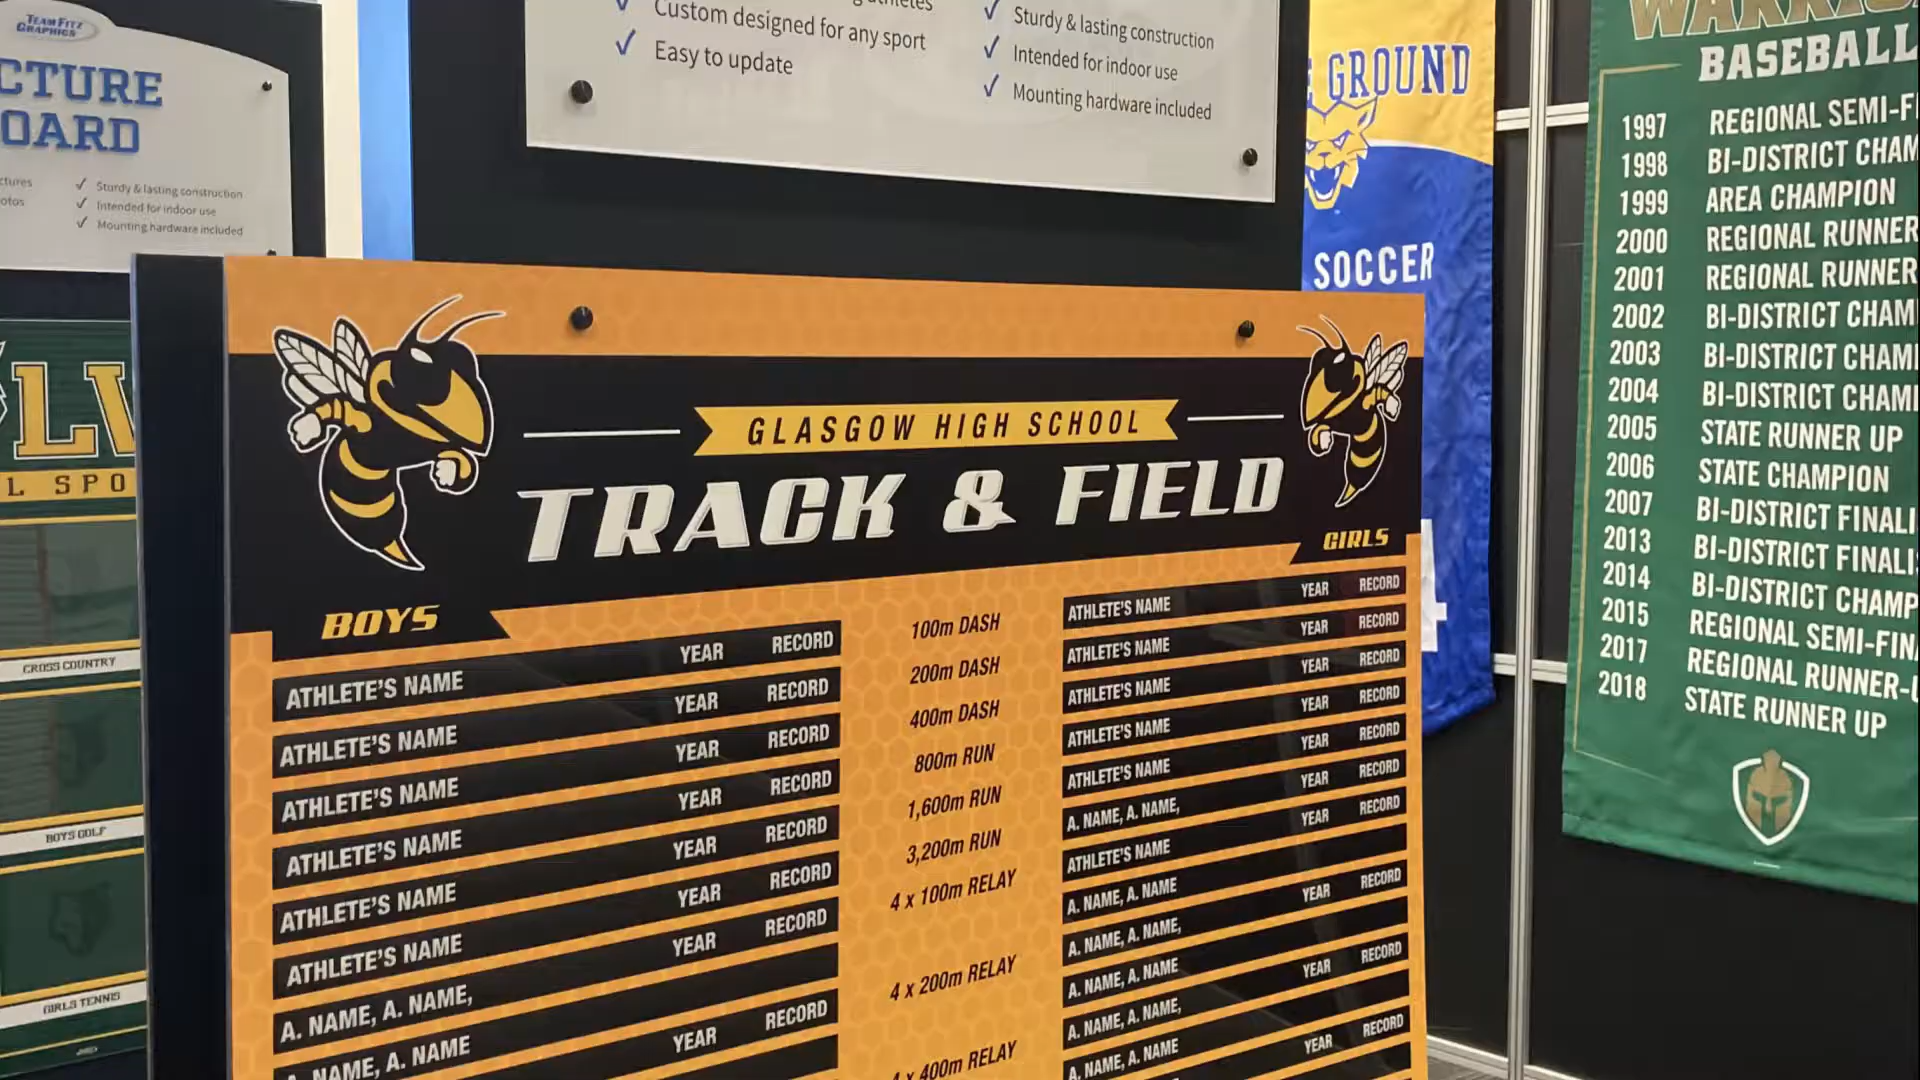 TEAM FITZ
GRAPHICS
CTURE
OARD
ctures
otos
✓ Sturdy & lasting construction
✓ Intended for indoor use
✓ Mounting hardware included
✓ Custom designed for any sport
✓ Easy to update
✓ Sturdy & lasting construction
✓ Intended for indoor use
✓ Mounting hardware included
GROUND
SOCCER
WARRIO
BASEBALL
1997 REGIONAL SEMI-FI
1998 BI-DISTRICT CHAM
1999 AREA CHAMPION
2000 REGIONAL RUNNER
2001 REGIONAL RUNNER
2002 BI-DISTRICT CHAM
2003 BI-DISTRICT CHAM
2004 BI-DISTRICT CHAM
2005 STATE RUNNER UP
2006 STATE CHAMPION
2007 BI-DISTRICT FINALI
2013 BI-DISTRICT FINALI
2014 BI-DISTRICT CHAMP
2015 REGIONAL SEMI-FIN
2017 REGIONAL RUNNER-U
2018 STATE RUNNER UP
LV
L SPO
CROSS COUNTRY
BOYS GOLF
GIRLS TENNIS
GLASGOW HIGH SCHOOL
TRACK & FIELD
BOYS
GIRLS
ATHLETE'S NAME YEAR RECORD
ATHLETE'S NAME YEAR RECORD
ATHLETE'S NAME YEAR RECORD
ATHLETE'S NAME YEAR RECORD
ATHLETE'S NAME YEAR RECORD
ATHLETE'S NAME YEAR RECORD
A. NAME, A. NAME, YEAR RECORD
A. NAME, A. NAME
YEAR RECORD
100m DASH
200m DASH
400m DASH
800m RUN
1,600m RUN
3,200m RUN
4 x 100m RELAY
4 x 200m RELAY
4 x 400m RELAY
ATHLETE'S NAME YEAR RECORD
ATHLETE'S NAME YEAR RECORD
ATHLETE'S NAME YEAR RECORD
ATHLETE'S NAME YEAR RECORD
ATHLETE'S NAME YEAR RECORD
A. NAME, A. NAME, YEAR RECORD
ATHLETE'S NAME YEAR RECORD
A. NAME, A. NAME
A. NAME, A. NAME, YEAR RECORD
A. NAME, A. NAME
A. NAME, A. NAME, YEAR RECORD
A. NAME, A. NAME
YEAR RECORD